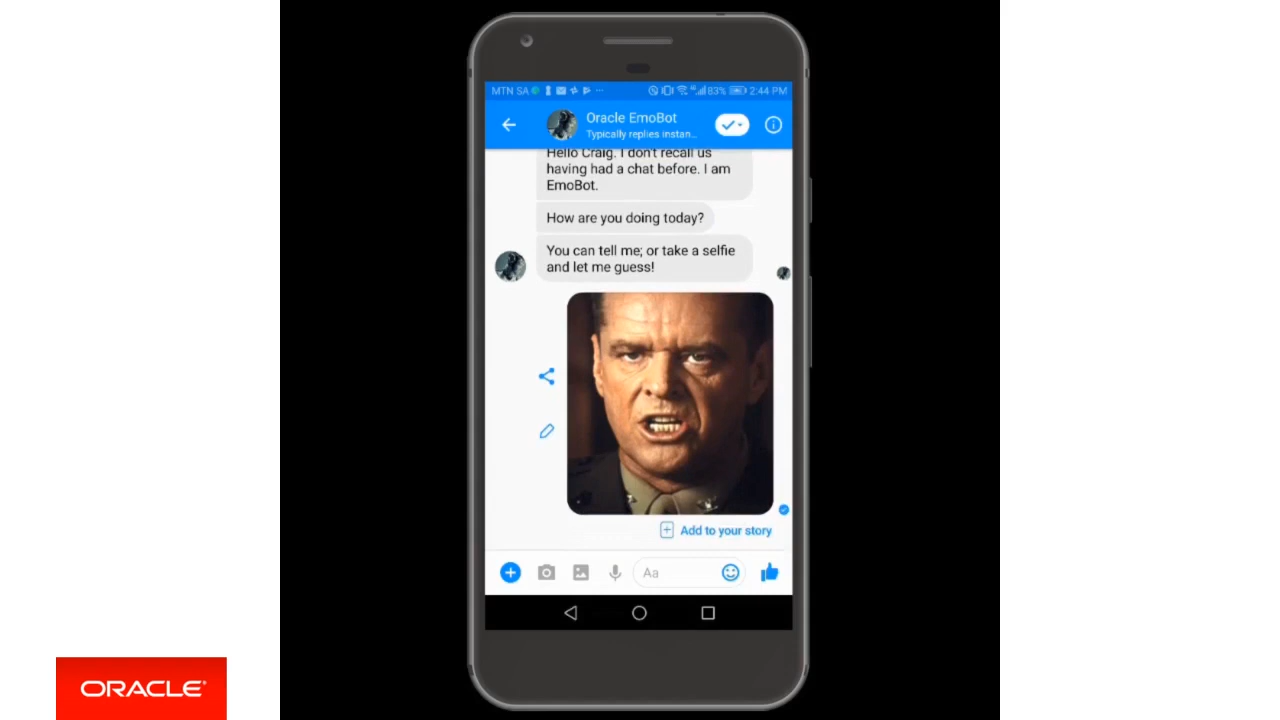 MTN SA
83%
2:44 PM
Oracle EmoBot
Typically replies instan...
Hello Craig. I don't recall us
having had a chat before. I am
EmoBot.
How are you doing today?
You can tell me; or take a selfie
and let me guess!
Add to your story
Aa
ORACLE